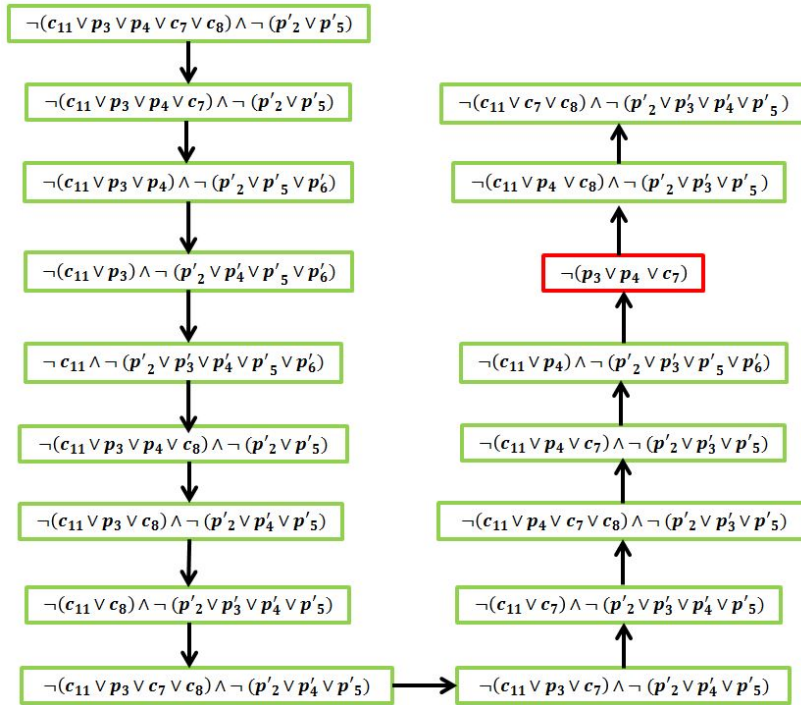 ¬(c₁₁ ∨ p₃ ∨ p₄ ∨ c₇ ∨ c₈) ∧ ¬ (p'₂ ∨ p'₅)
¬(c₁₁ ∨ p₃ ∨ p₄ ∨ c₇) ∧ ¬ (p'₂ ∨ p'₅)
¬(c₁₁ ∨ p₃ ∨ p₄) ∧ ¬ (p'₂ ∨ p'₅ ∨ p'₆)
¬(c₁₁ ∨ p₃) ∧ ¬ (p'₂ ∨ p'₄ ∨ p'₅ ∨ p'₆)
¬ c₁₁ ∧ ¬ (p'₂ ∨ p'₃ ∨ p'₄ ∨ p'₅ ∨ p'₆)
¬(c₁₁ ∨ p₃ ∨ p₄ ∨ c₈) ∧ ¬ (p'₂ ∨ p'₅)
¬(c₁₁ ∨ p₃ ∨ c₈) ∧ ¬ (p'₂ ∨ p'₄ ∨ p'₅)
¬(c₁₁ ∨ c₈) ∧ ¬ (p'₂ ∨ p'₃ ∨ p'₄ ∨ p'₅)
¬(c₁₁ ∨ p₃ ∨ c₇ ∨ c₈) ∧ ¬ (p'₂ ∨ p'₄ ∨ p'₅)
¬(c₁₁ ∨ p₃ ∨ c₇) ∧ ¬ (p'₂ ∨ p'₄ ∨ p'₅)
¬(c₁₁ ∨ c₇) ∧ ¬ (p'₂ ∨ p'₃ ∨ p'₄ ∨ p'₅)
¬(c₁₁ ∨ p₄ ∨ c₇ ∨ c₈) ∧ ¬ (p'₂ ∨ p'₃ ∨ p'₅)
¬(c₁₁ ∨ p₄ ∨ c₇) ∧ ¬ (p'₂ ∨ p'₃ ∨ p'₅)
¬(c₁₁ ∨ p₄) ∧ ¬ (p'₂ ∨ p'₃ ∨ p'₅ ∨ p'₆)
¬(p₃ ∨ p₄ ∨ c₇)
¬(c₁₁ ∨ p₄ ∨ c₈) ∧ ¬ (p'₂ ∨ p'₃ ∨ p'₅)
¬(c₁₁ ∨ c₇ ∨ c₈) ∧ ¬ (p'₂ ∨ p'₃ ∨ p'₄ ∨ p'₅)